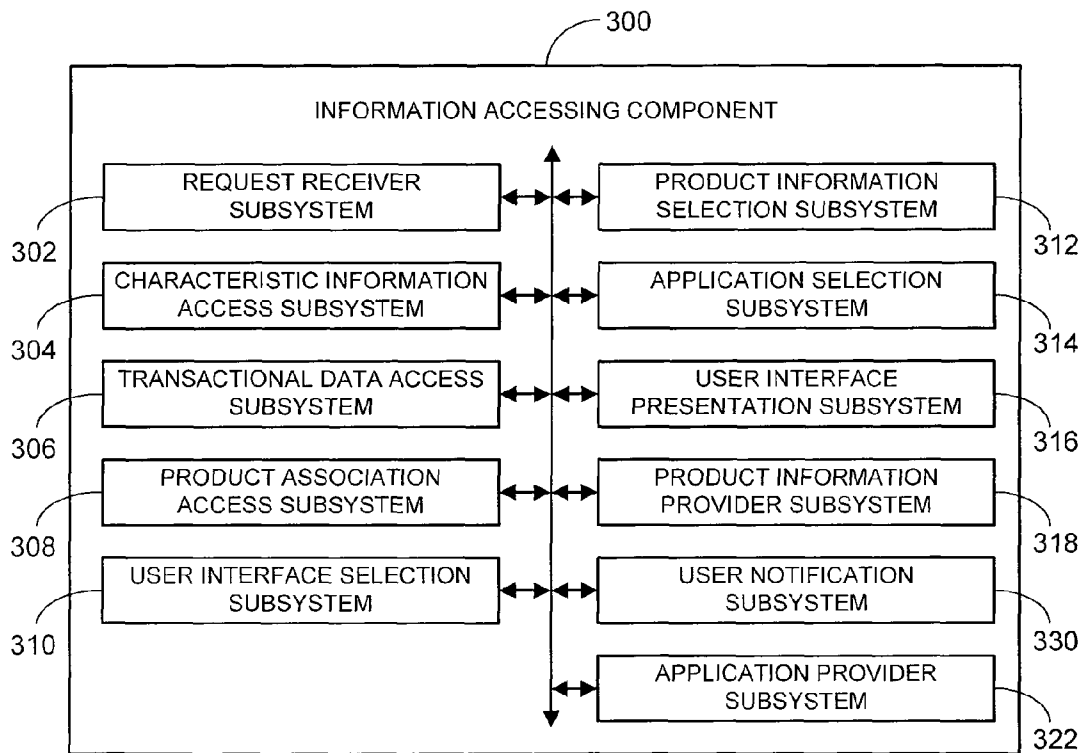 300
INFORMATION ACCESSING COMPONENT
REQUEST RECEIVER
SUBSYSTEM
302
CHARACTERISTIC INFORMATION
ACCESS SUBSYSTEM
304
TRANSACTIONAL DATA ACCESS
SUBSYSTEM
306
PRODUCT ASSOCIATION
ACCESS SUBSYSTEM
308
USER INTERFACE SELECTION
SUBSYSTEM
310
PRODUCT INFORMATION
SELECTION SUBSYSTEM
312
APPLICATION SELECTION
SUBSYSTEM
314
USER INTERFACE
PRESENTATION SUBSYSTEM
316
PRODUCT INFORMATION
PROVIDER SUBSYSTEM
318
USER NOTIFICATION
SUBSYSTEM
330
APPLICATION PROVIDER
SUBSYSTEM
322